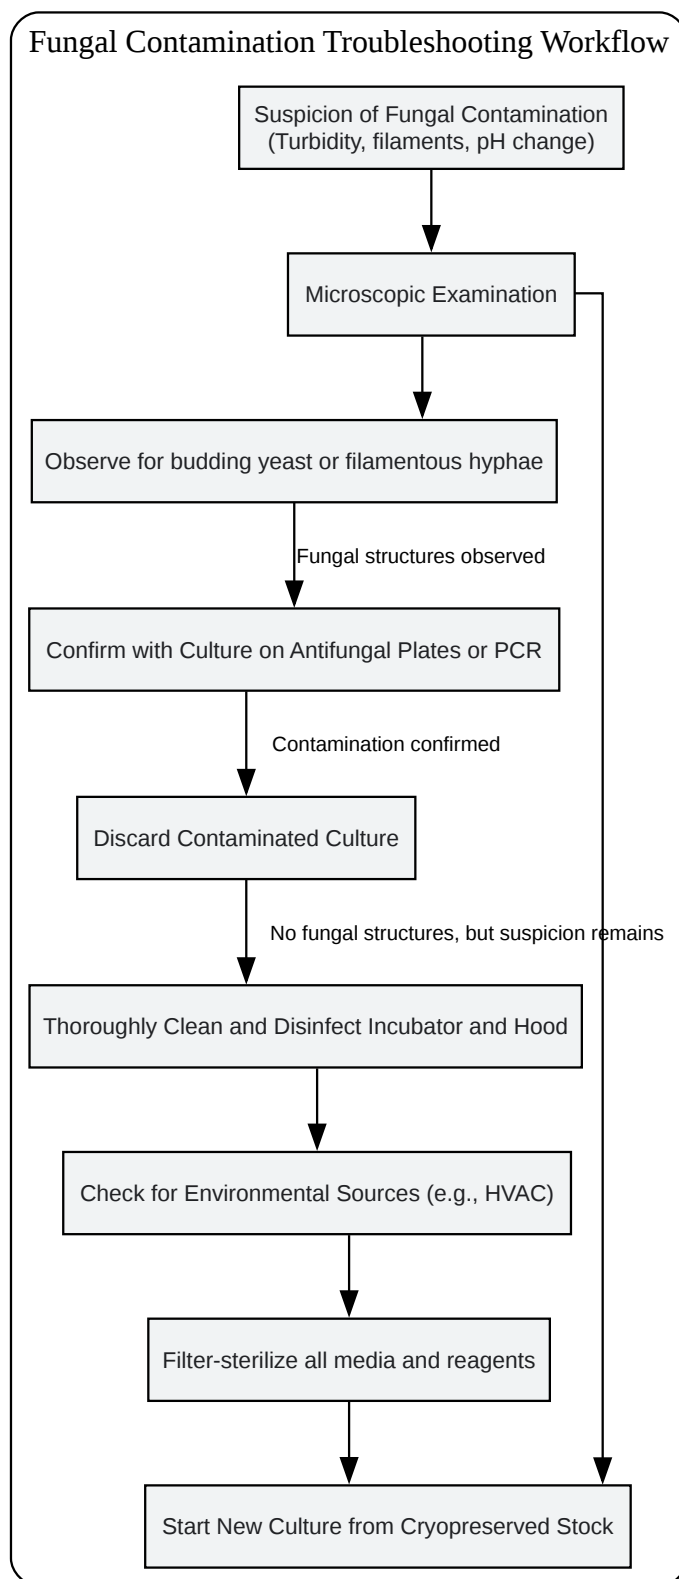 Fungal Contamination Troubleshooting Workflow
Suspicion of Fungal Contamination
(Turbidity, filaments, pH change)
Microscopic Examination
Observe for budding yeast or filamentous hyphae
Fungal structures observed
Confirm with Culture on Antifungal Plates or PCR
Contamination confirmed
Discard Contaminated Culture
No fungal structures, but suspicion remains
Thoroughly Clean and Disinfect Incubator and Hood
Check for Environmental Sources (e.g., HVAC)
Filter-sterilize all media and reagents
Start New Culture from Cryopreserved Stock